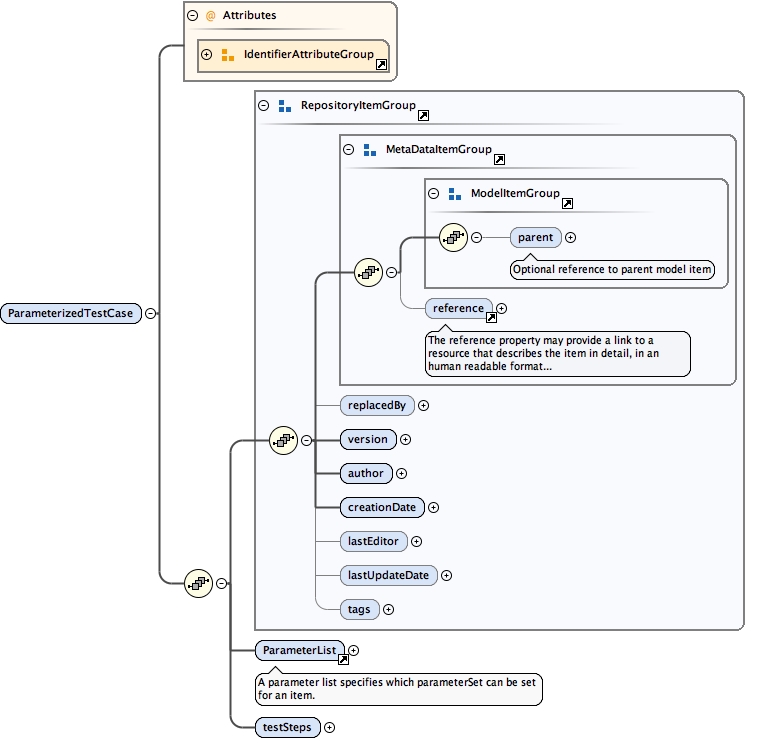 @ Attributes
IdentifierAttributeGroup
RepositoryItemGroup
MetaDataItemGroup
ModelItemGroup
parent
Optional reference to parent model item
reference
The reference property may provide a link to a
resource that describes the item in detail, in an
human readable format...
ParameterizedTestCase
replacedBy
version
author
creationDate
lastEditor
lastUpdateDate
tags
ParameterList
A parameter list specifies which parameterSet can be set
for an item.
testSteps